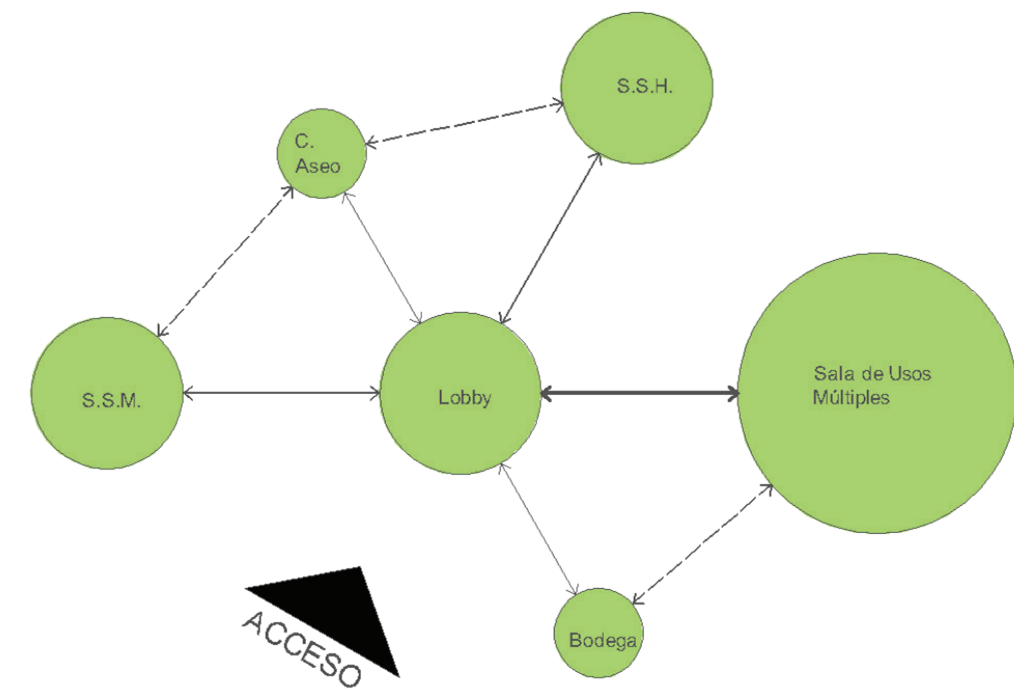 S.S.H.
C.
Aseo
S.S.M.
Lobby
Sala de Usos
Múltiples
Bodega
ACCESO